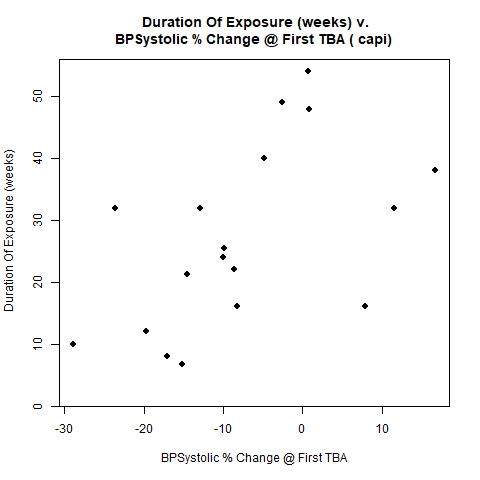 Duration Of Exposure (weeks) v.
BPSystolic % Change @ First TBA ( capi)
Duration Of Exposure (weeks)
50
40
30
20
10
0
-30 -20 -10 0 10
BPSystolic % Change @ First TBA